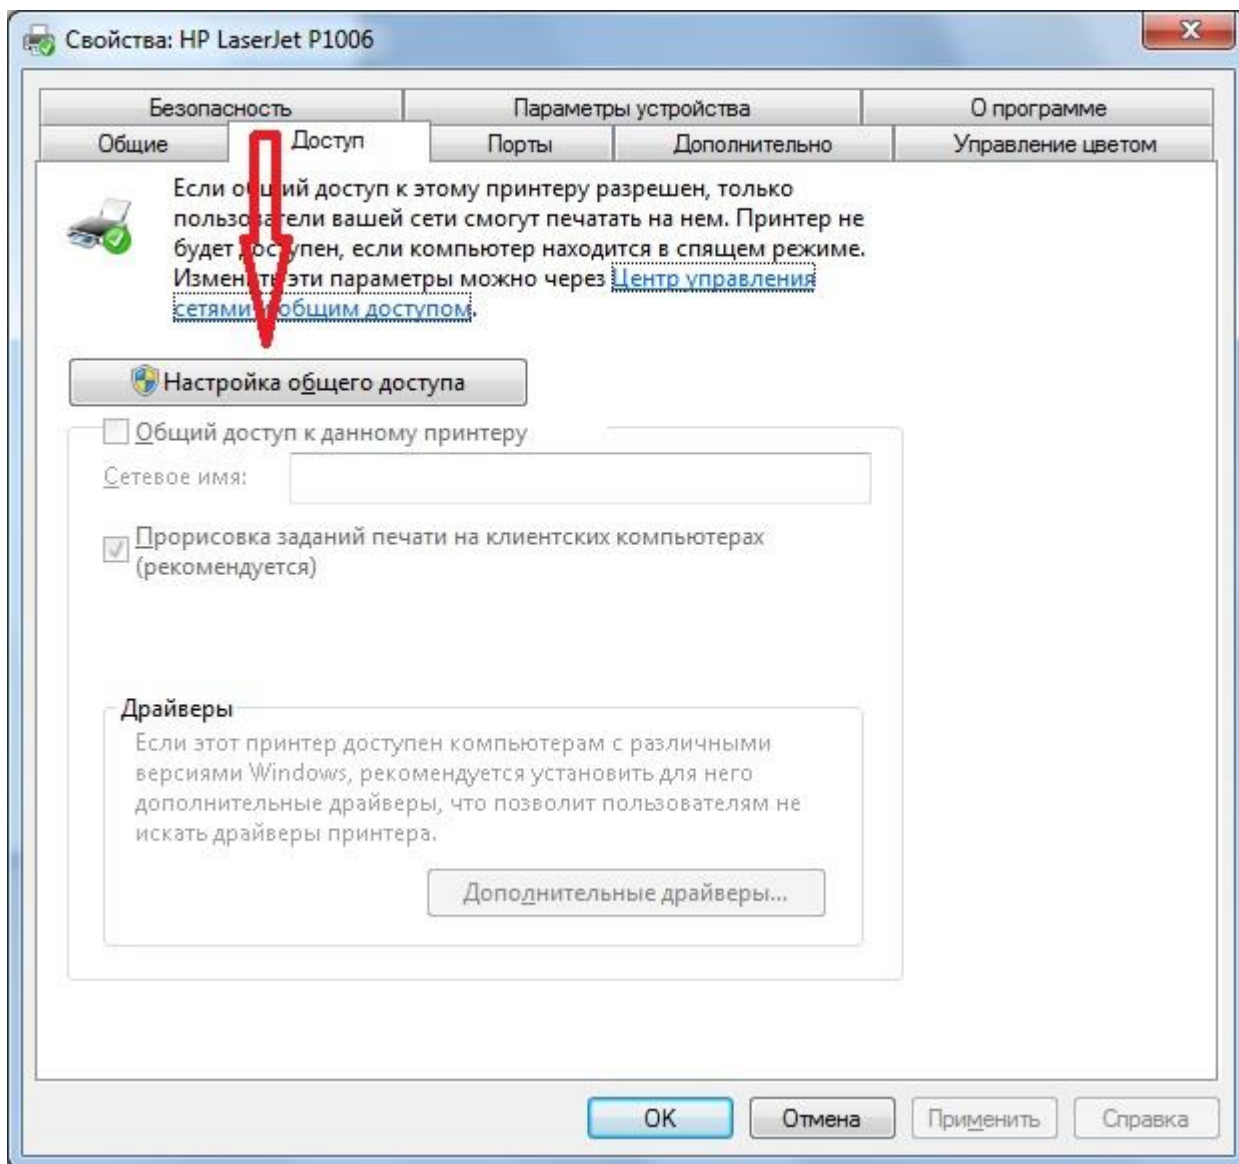 Свойства: HP LaserJet P1006
Безопасность
Параметры устройства
О программе
Общие
Доступ
Порты
Дополнительно
Управление цветом
Если общий доступ к этому принтеру разрешен, только
пользователи вашей сети смогут печатать на нем. Принтер не
будет доступен, если компьютер находится в спящем режиме.
Изменить эти параметры можно через Центр управления
сетями и общим доступом.
Настройка общего доступа
Общий доступ к данному принтеру
Сетевое имя:
Прорисовка заданий печати на клиентских компьютерах
(рекомендуется)
Драйверы
Если этот принтер доступен компьютерам с различными
версиями Windows, рекомендуется установить для него
дополнительные драйверы, что позволит пользователям не
искать драйверы принтера.
Дополнительные драйверы...
OK
Отмена
Применить
Справка